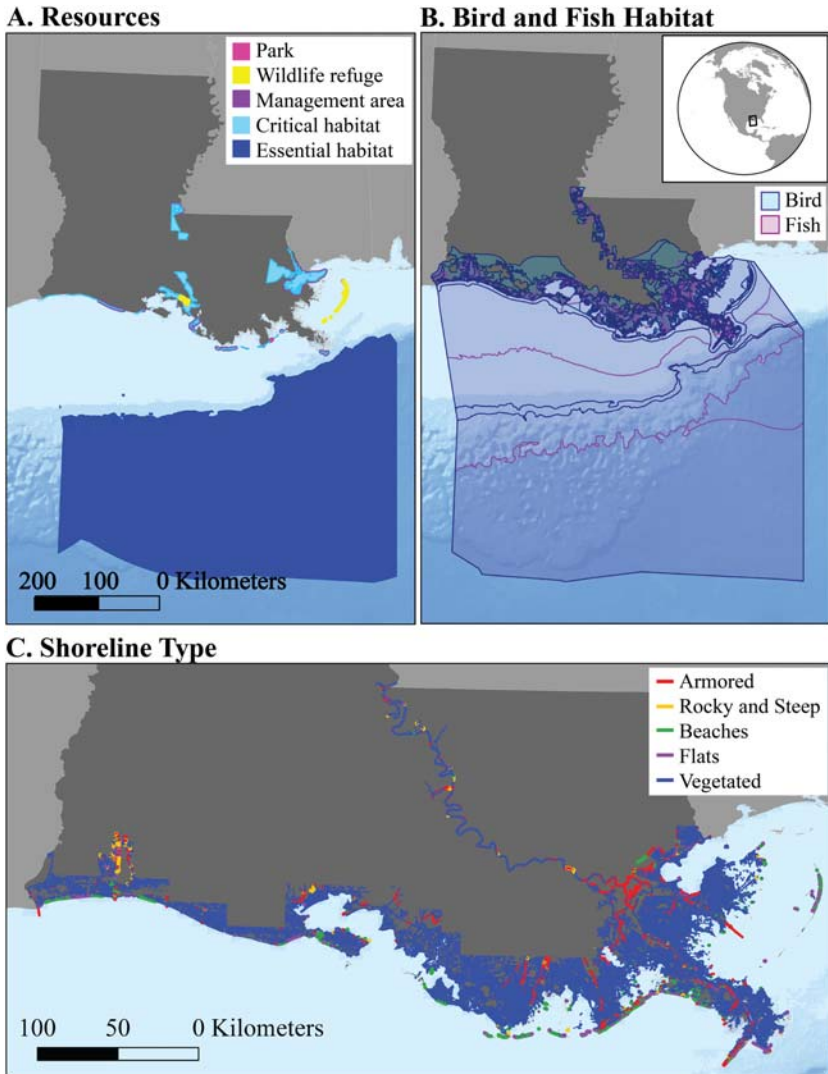 A. Resources
Park
Wildlife refuge
Management area
Critical habitat
Essential habitat
200 100 0 Kilometers
B. Bird and Fish Habitat
Bird
Fish
C. Shoreline Type
Armored
Rocky and Steep
Beaches
Flats
Vegetated
100 50 0 Kilometers